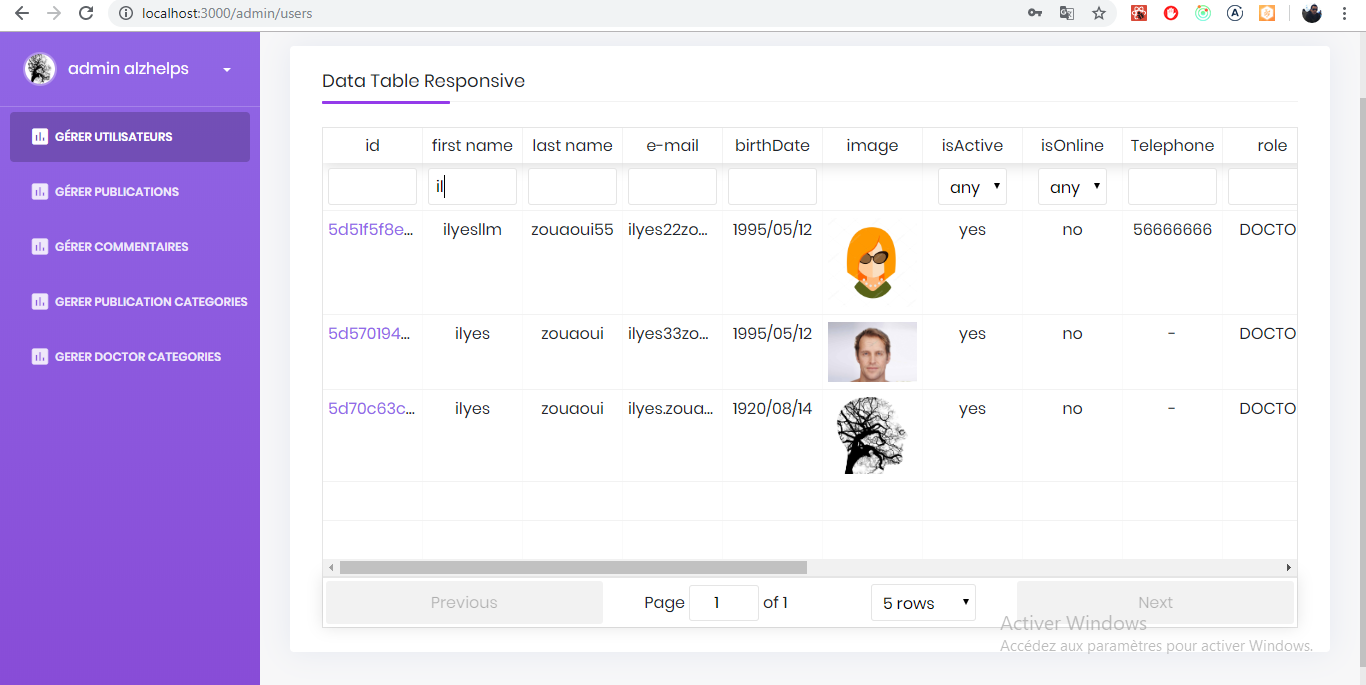 localhost:3000/admin/users
admin alzhelps
GÉRER UTILISATEURS
GÉRER PUBLICATIONS
GÉRER COMMENTAIRES
GERER PUBLICATION CATEGORIES
GERER DOCTOR CATEGORIES
Data Table Responsive
id first name last name e-mail birthDate image isActive isOnline Telephone role
il any any
5d51f5f8e... ilyesllm zouaoui55 ilyes22zo... 1995/05/12 yes no 56666666 DOCTO
5d570194... ilyes zouaoui ilyes33zo... 1995/05/12 yes no - DOCTO
5d70c63c... ilyes zouaoui ilyes.zoua... 1920/08/14 yes no - DOCTO
Previous Page 1 of 1 5 rows Next
Activer Windows
Accédez aux paramètres pour activer Windows.